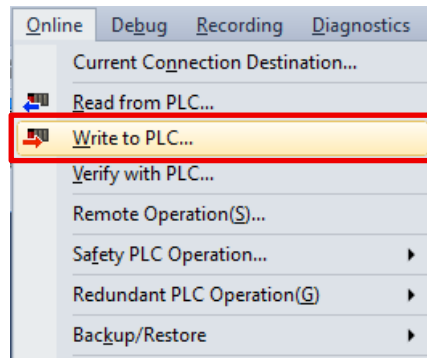 Online Debug Recording Diagnostics
Current Connection Destination...
Read from PLC...
Write to PLC...
Verify with PLC...
Remote Operation(S)...
Safety PLC Operation...
Redundant PLC Operation(G)
Backup/Restore